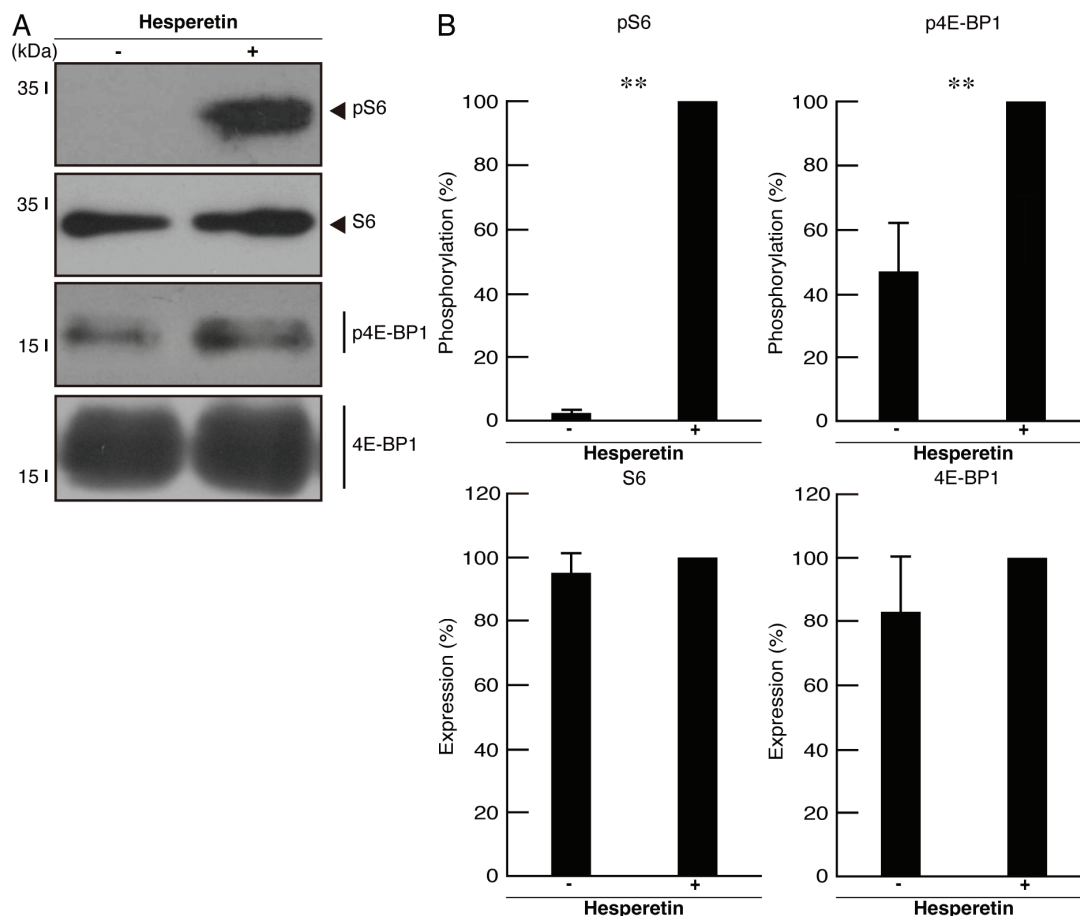 A
Hesperetin
(kDa) - +
35
pS6
35
S6
p4E-BP1
15
4E-BP1
15
B
pS6
**
Phosphorylation (%)
100
80
60
40
20
0
- +
Hesperetin
p4E-BP1
**
Phosphorylation (%)
100
80
60
40
20
0
- +
Hesperetin
S6
Expression (%)
120
100
80
60
40
20
0
- +
Hesperetin
4E-BP1
Expression (%)
120
100
80
60
40
20
0
- +
Hesperetin